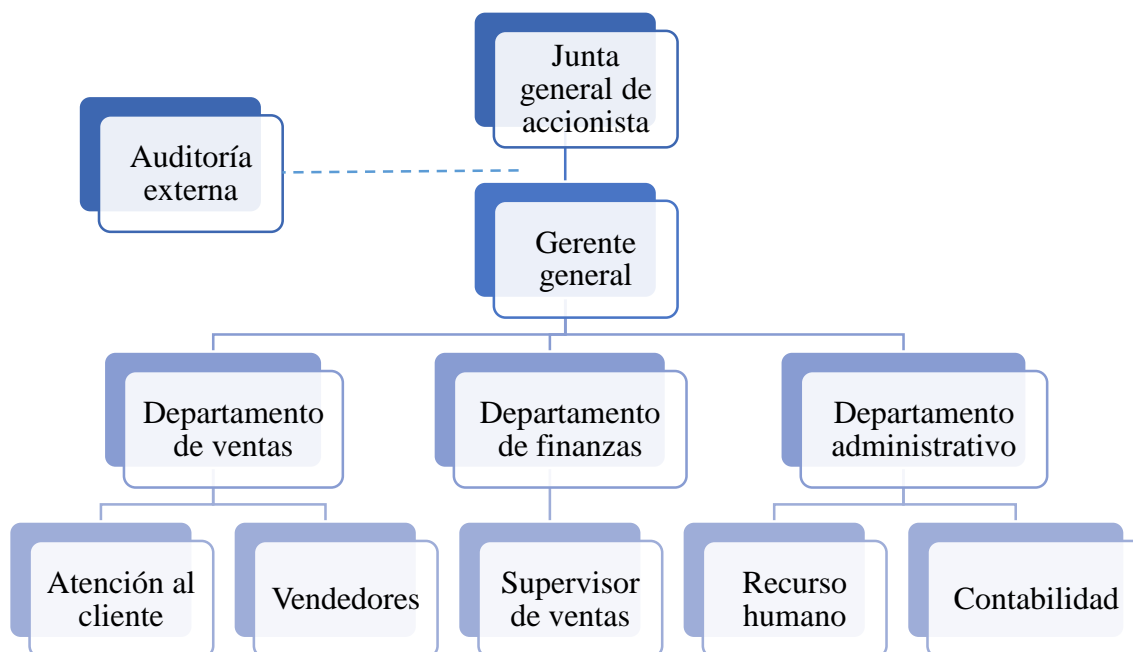 Junta
general de
accionista
Auditoría
externa
Gerente
general
Departamento
de ventas
Departamento
de finanzas
Departamento
administrativo
Atención al
cliente
Vendedores
Supervisor
de ventas
Recurso
humano
Contabilidad